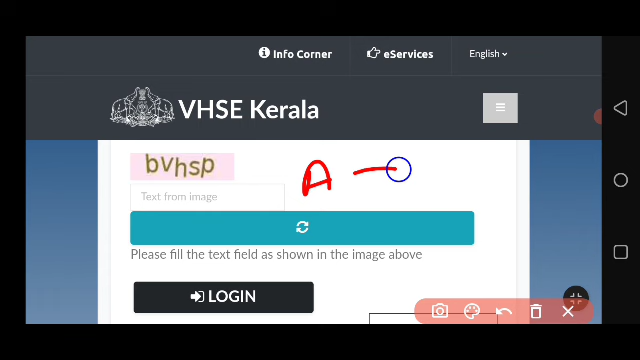 Info Corner
eServices
English
VHSE Kerala
bvhsp
A —
Text from image
Please fill the text field as shown in the image above
LOGIN